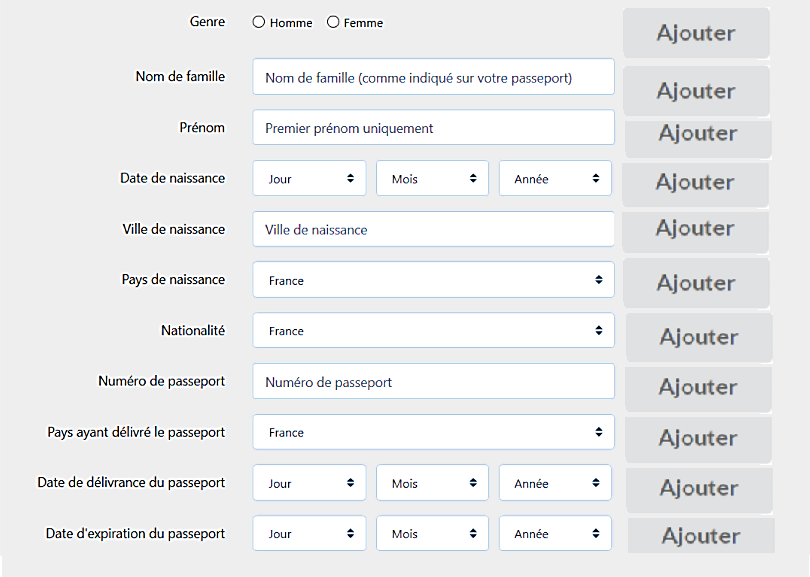 Genre Homme Femme Ajouter
Nom de famille Nom de famille (comme indiqué sur votre passeport) Ajouter
Prénom Premier prénom uniquement Ajouter
Date de naissance Jour Mois Année Ajouter
Ville de naissance Ville de naissance Ajouter
Pays de naissance France Ajouter
Nationalité France Ajouter
Numéro de passeport Numéro de passeport Ajouter
Pays ayant délivré le passeport France Ajouter
Date de délivrance du passeport Jour Mois Année Ajouter
Date d'expiration du passeport Jour Mois Année Ajouter